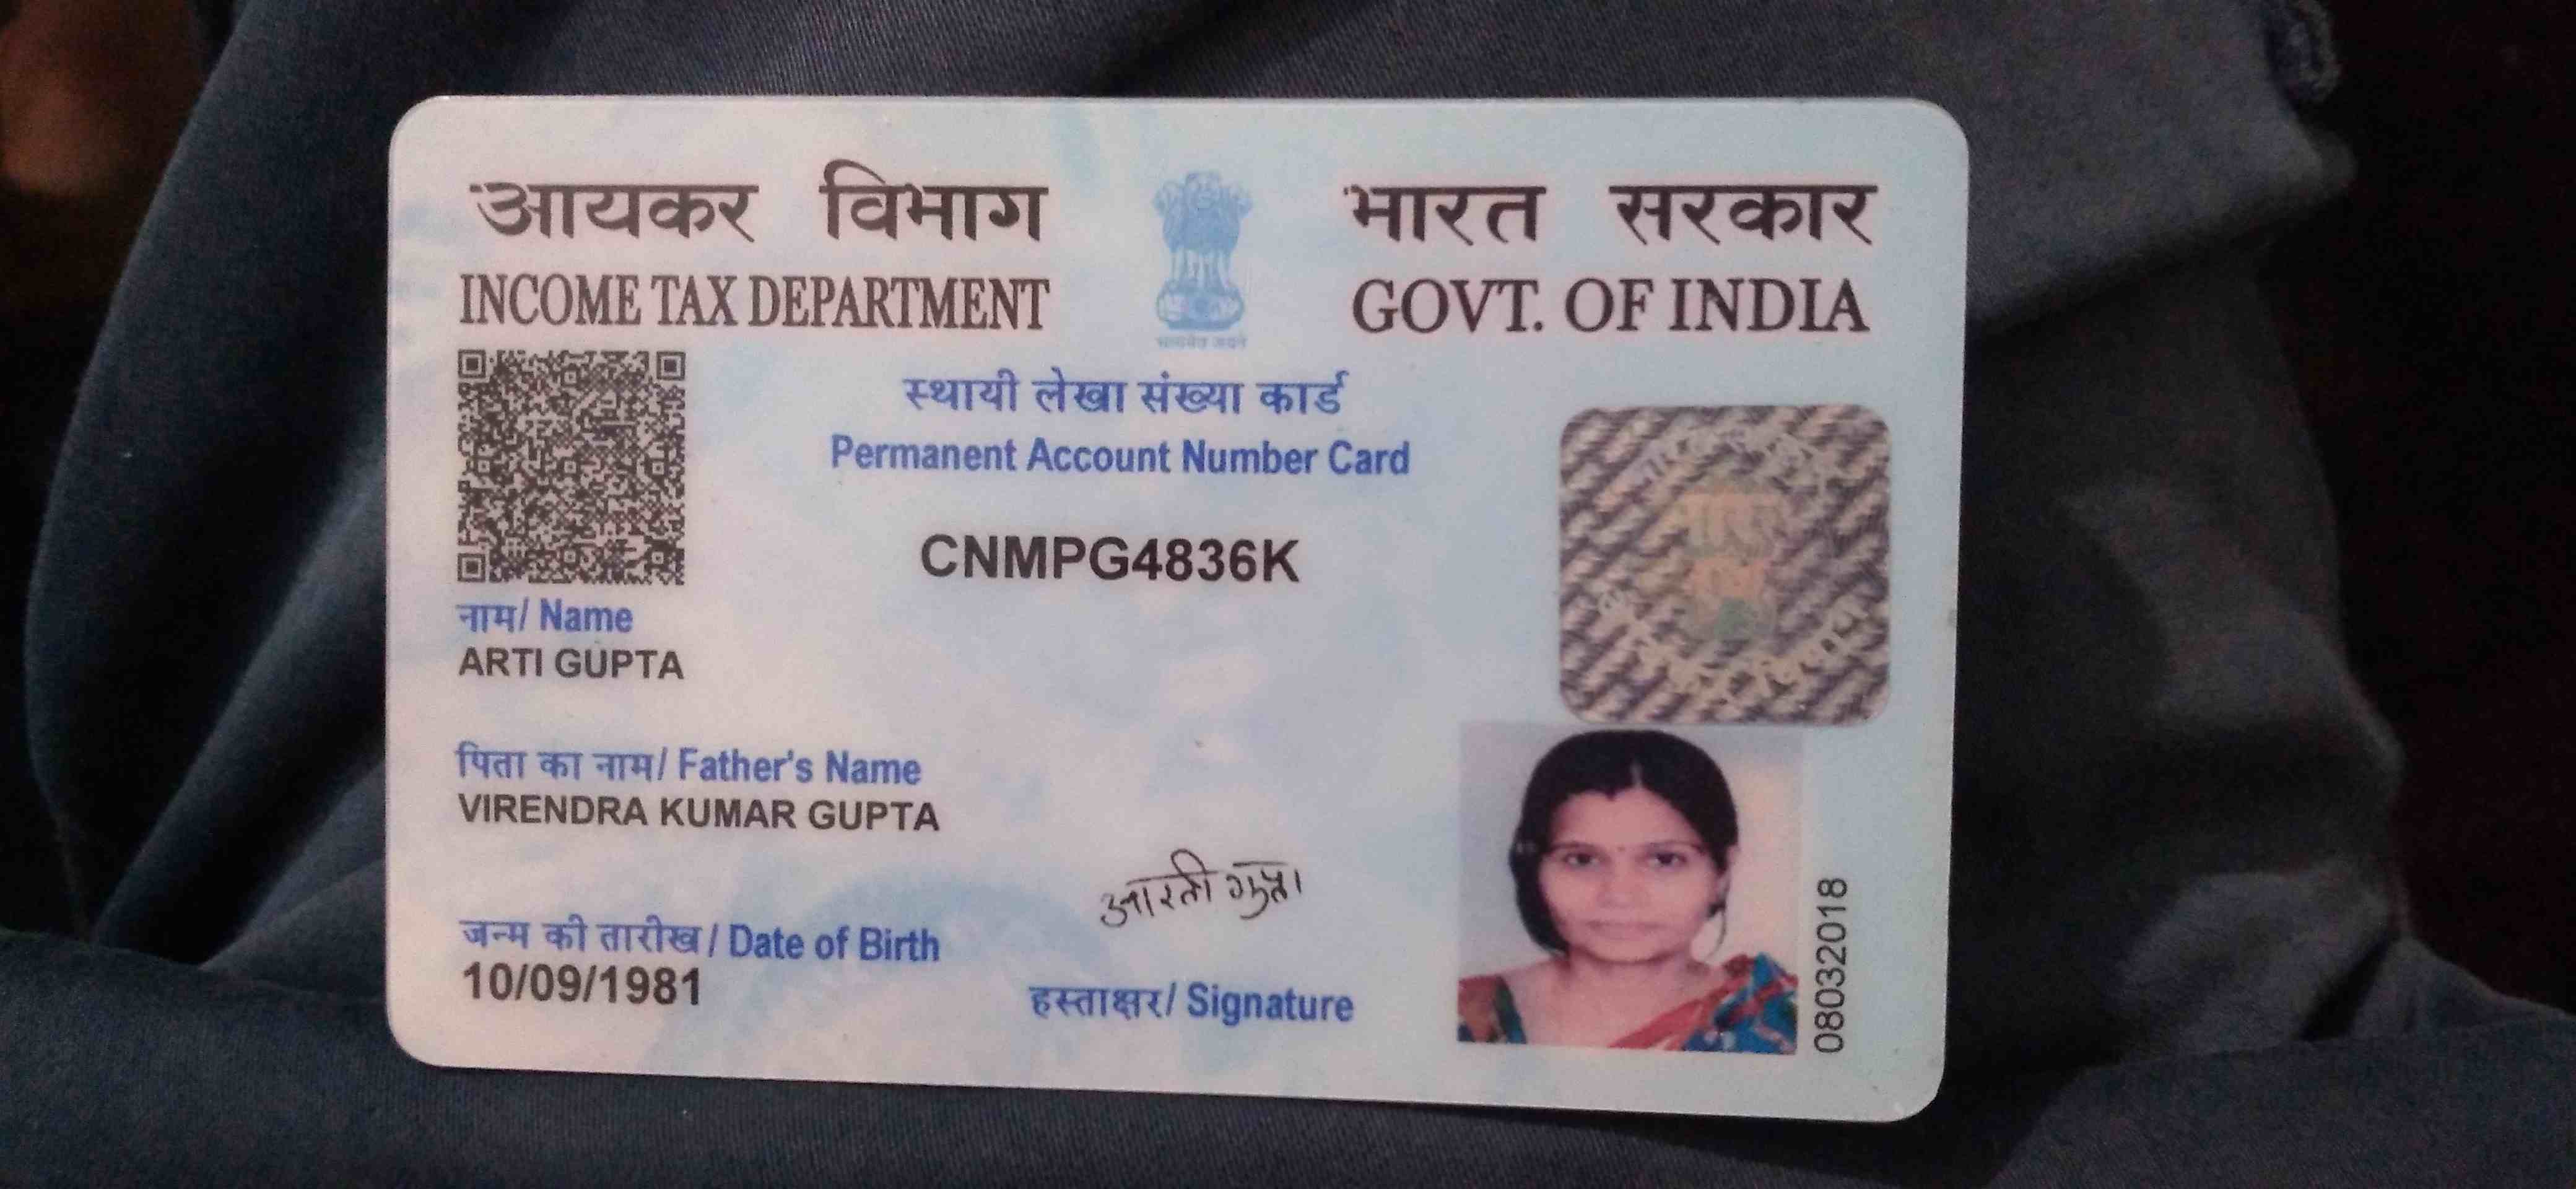 आयकर विभाग
INCOME TAX DEPARTMENT
भारत सरकार
GOVT. OF INDIA
सत्यमेव जयते
स्थायी लेखा संख्या कार्ड
Permanent Account Number Card
CNMPG4836K
नाम/ Name
ARTI GUPTA
पिता का नाम/ Father's Name
VIRENDRA KUMAR GUPTA
जन्म की तारीख / Date of Birth
10/09/1981
आरती गुप्ता
हस्ताक्षर/ Signature
08032018